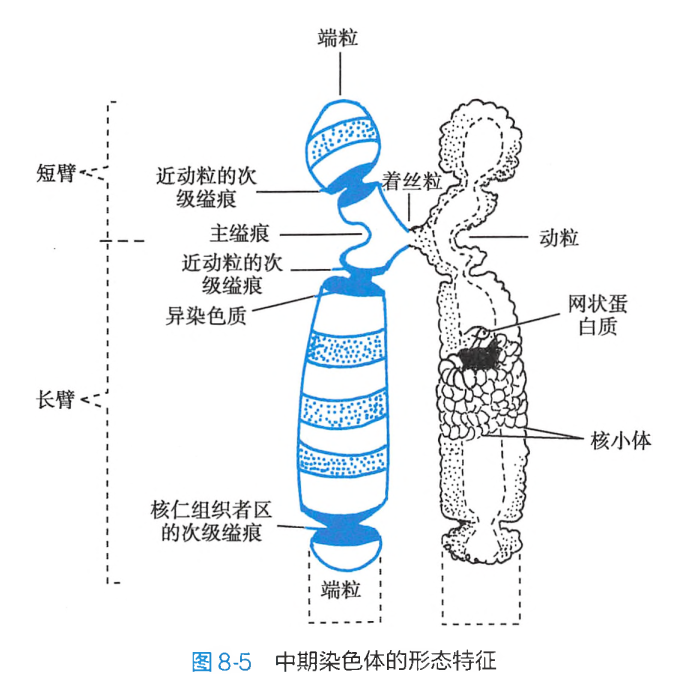 端粒
短臂
近动粒的次
级缢痕
着丝粒
主缢痕
动粒
近动粒的次
级缢痕
异染色质
网状蛋
白质
长臂
核小体
核仁组织者区
的次级缢痕
端粒
图 8-5 中期染色体的形态特征